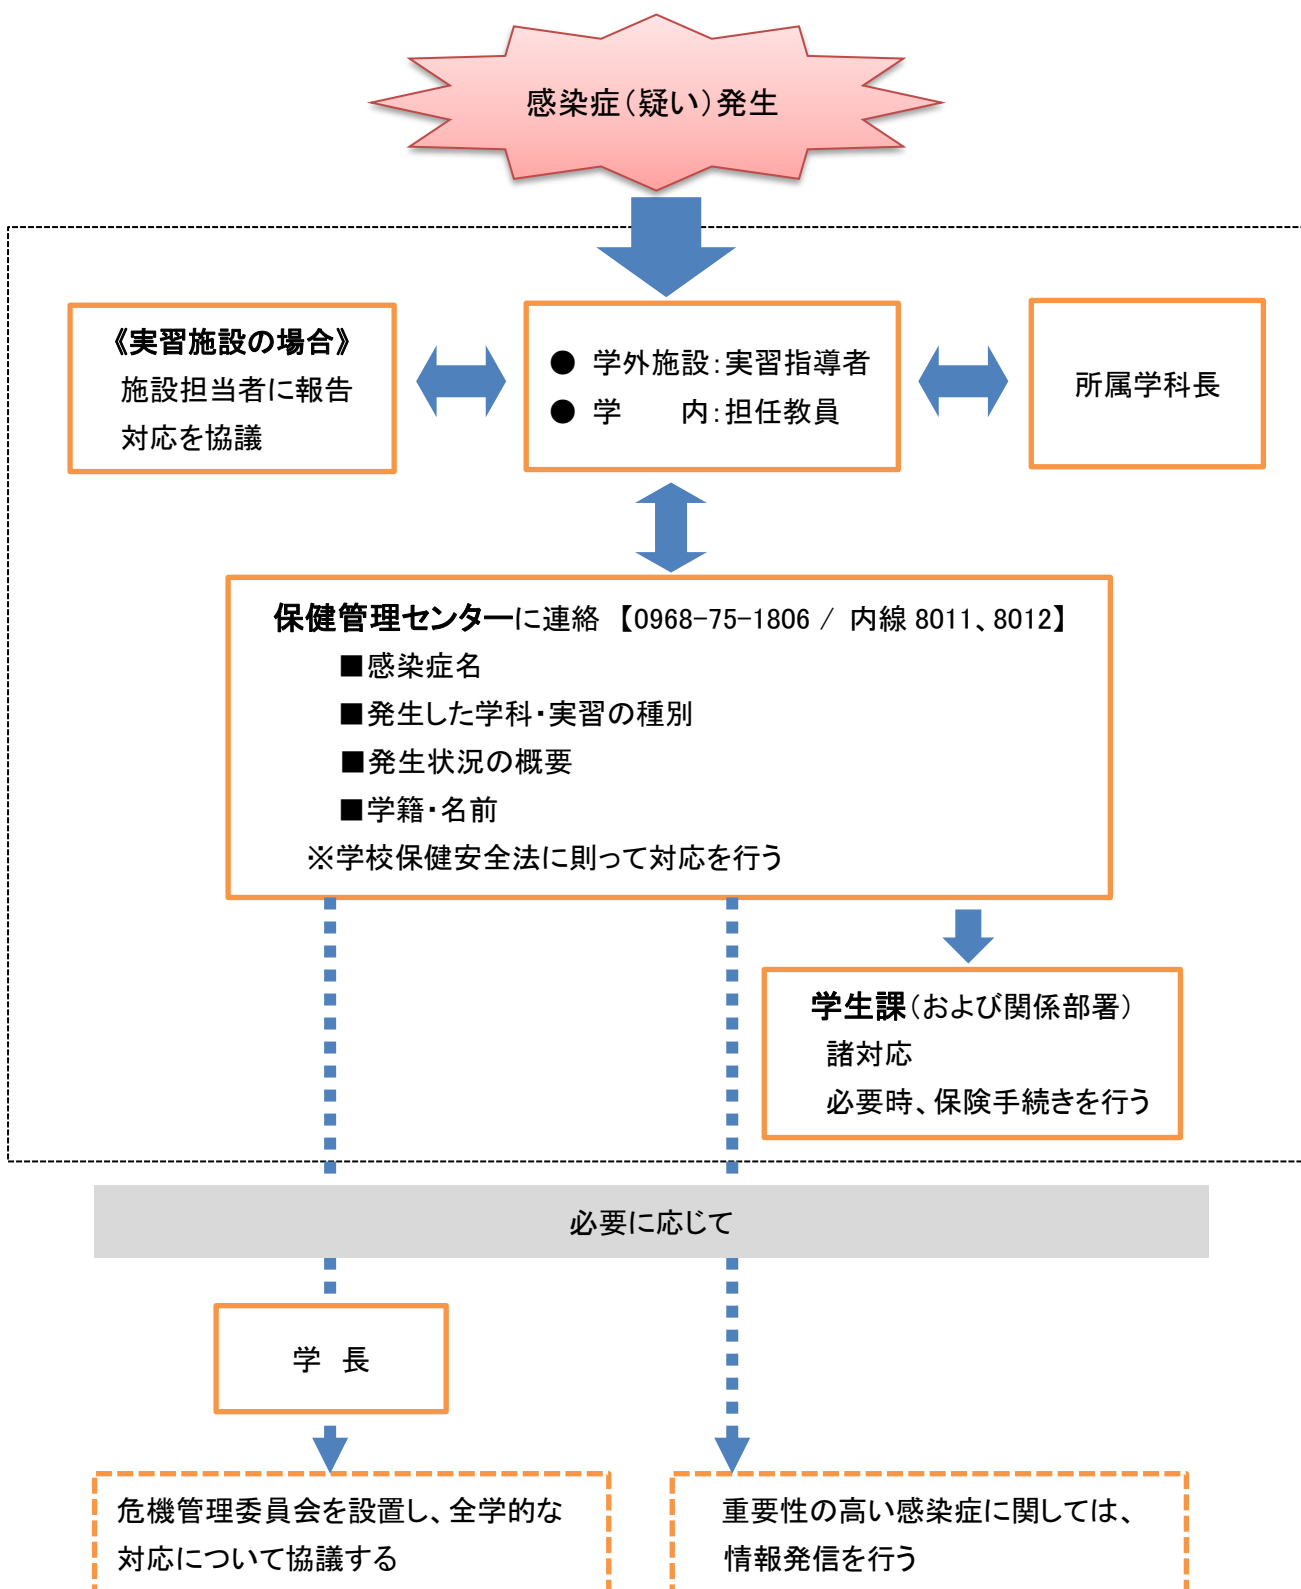 感染症（疑い）発生
《実習施設の場合》
施設担当者に報告
対応を協議
● 学外施設：実習指導者
● 学　　内：担任教員
所属学科長
保健管理センターに連絡 【0968-75-1806 / 内線 8011、8012】
■感染症名
■発生した学科・実習の種別
■発生状況の概要
■学籍・名前
※学校保健安全法に則って対応を行う
学生課（および関係部署）
諸対応
必要時、保険手続きを行う
必要に応じて
学 長
危機管理委員会を設置し、全学的な
対応について協議する
重要性の高い感染症に関しては、
情報発信を行う